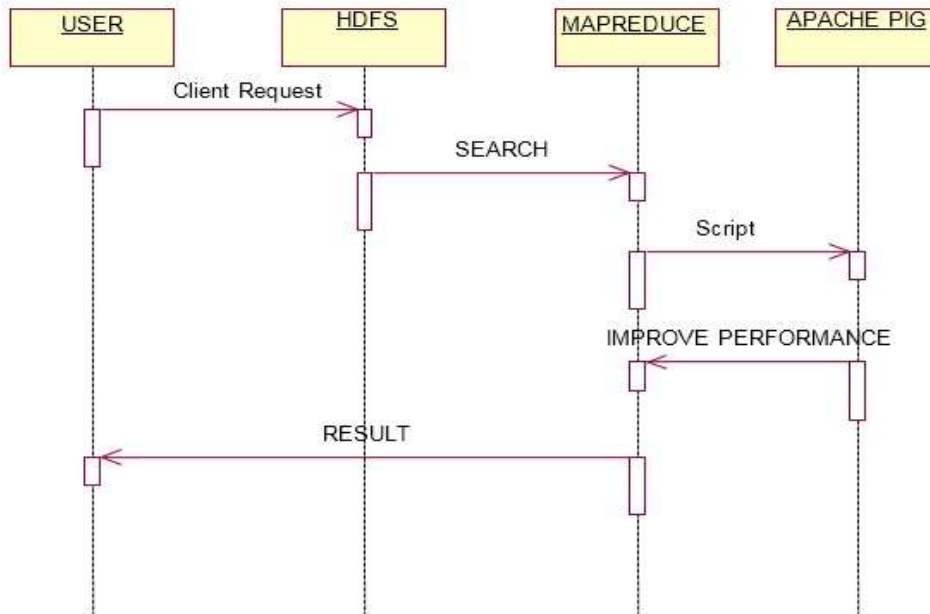 USER
HDFS
MAPREDUCE
APACHE PIG
Client Request
SEARCH
Script
IMPROVE PERFORMANCE
RESULT